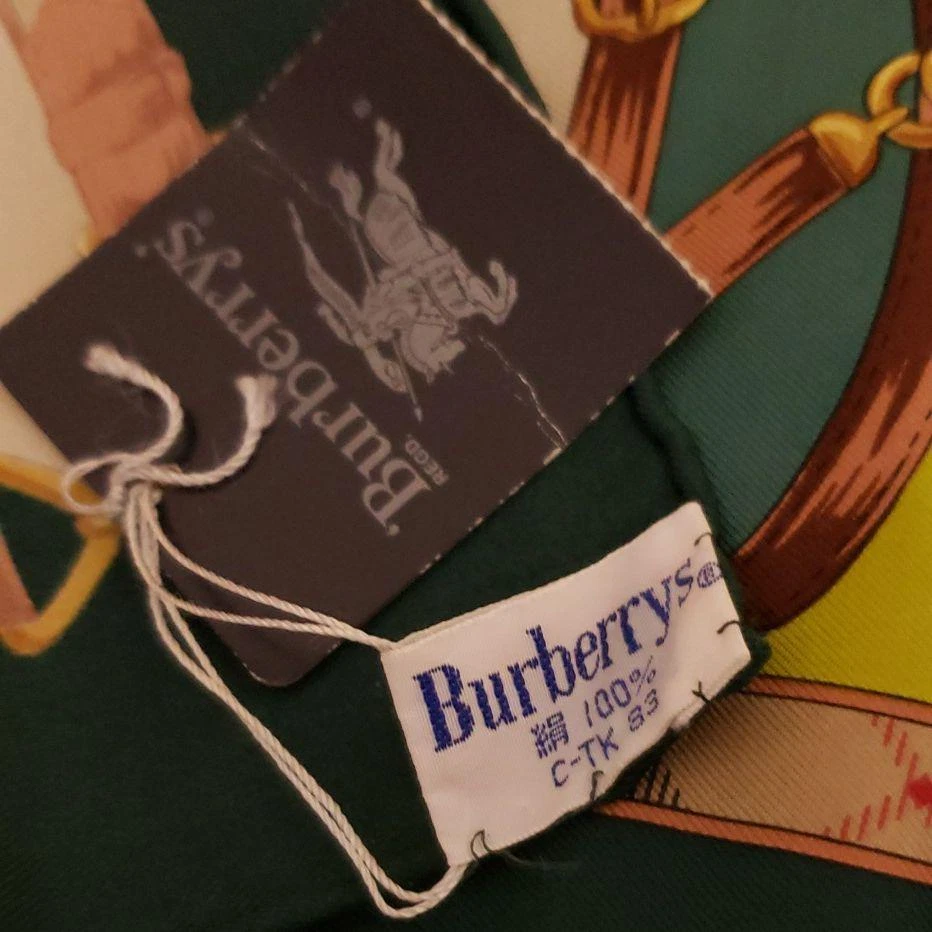 Burberrys®
REGD.
Burberrys®
絹 100%
C-TK 83